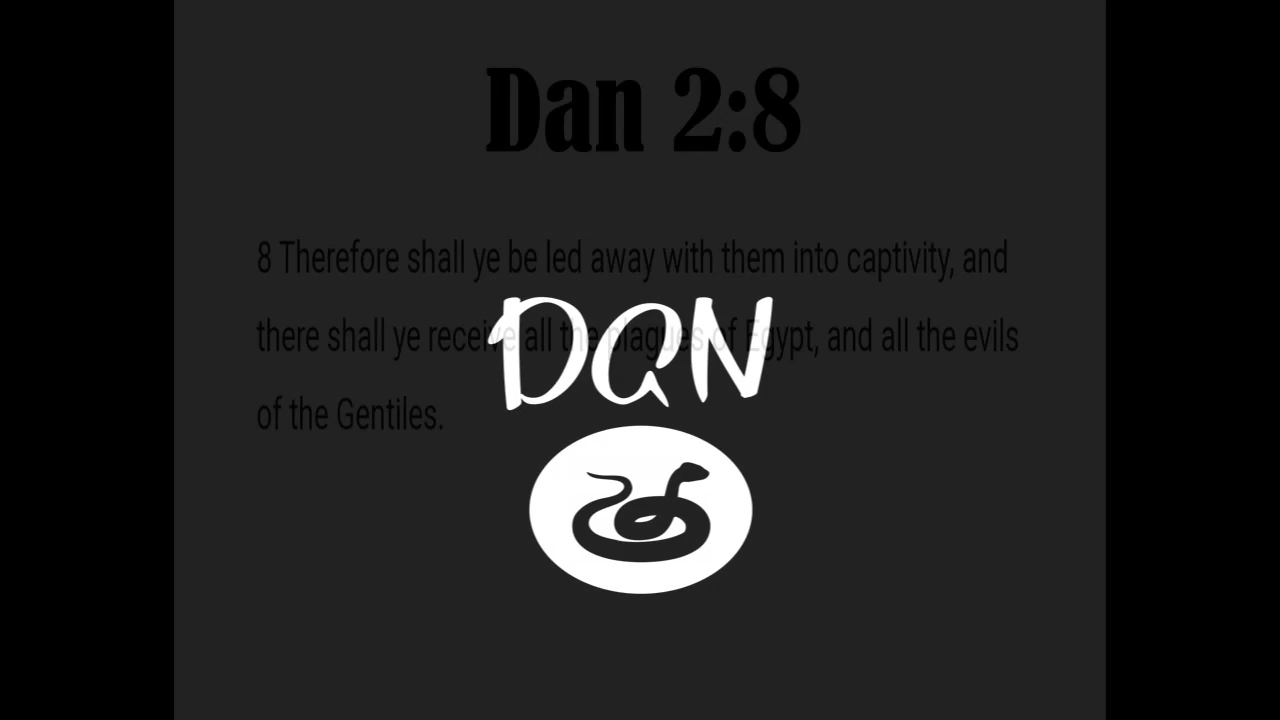 Dan 2:8
8 Therefore shall ye be led away with them into captivity, and
there shall ye receive all the plagues of Egypt, and all the evils
of the Gentiles.
DAN